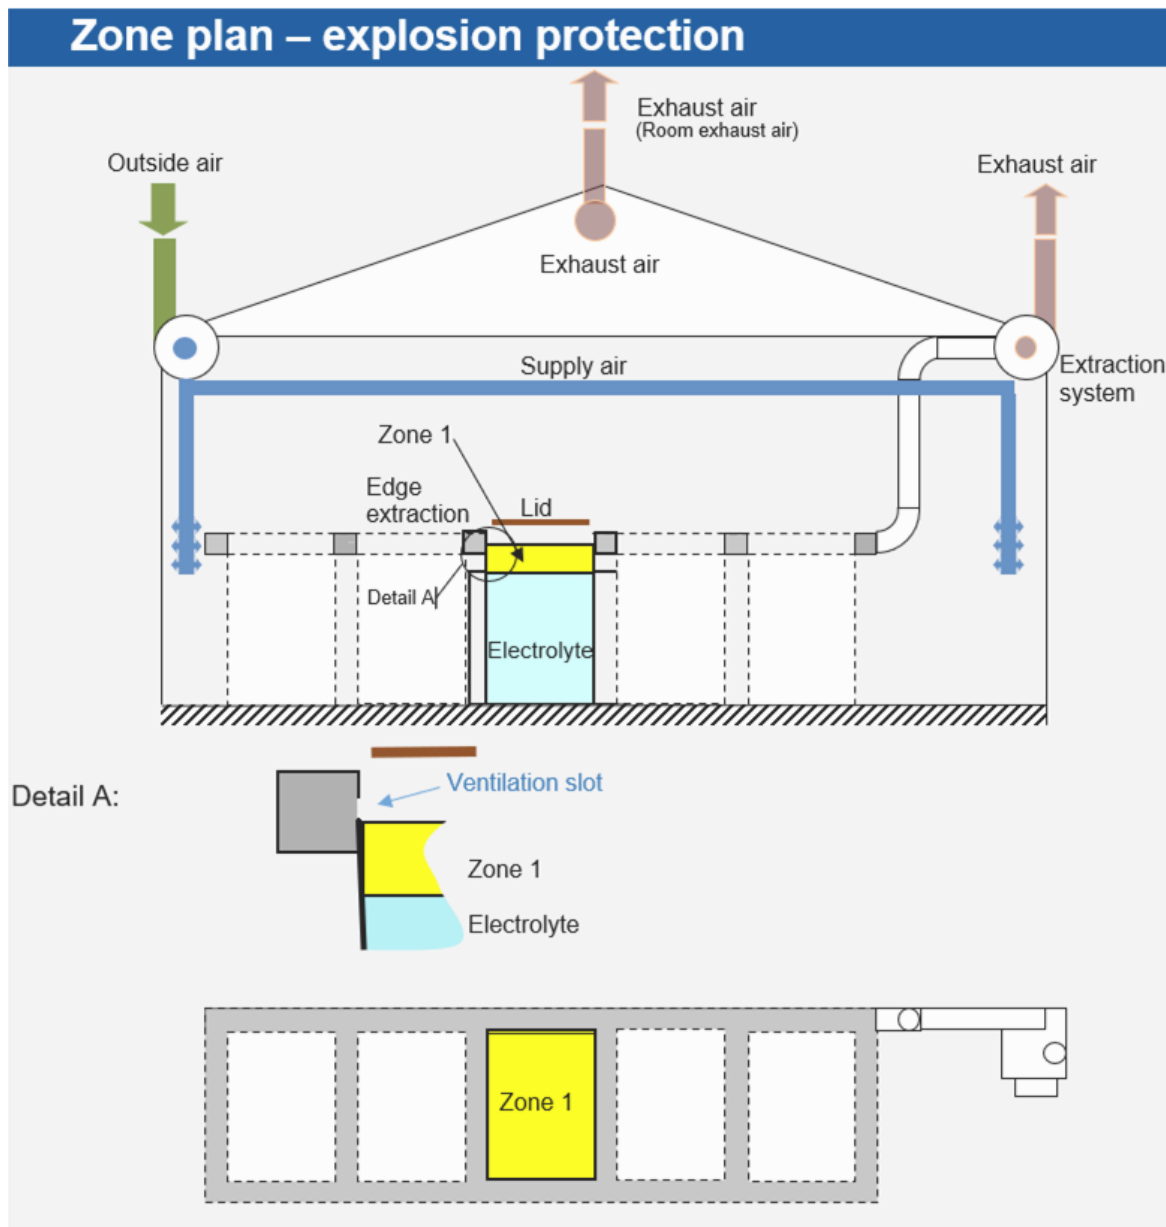 Zone plan – explosion protection
Exhaust air
(Room exhaust air)
Outside air
Exhaust air
Exhaust air
Supply air
Extraction
system
Zone 1
Edge
extraction
Lid
Detail A
Electrolyte
Detail A:
Ventilation slot
Zone 1
Electrolyte
Zone 1